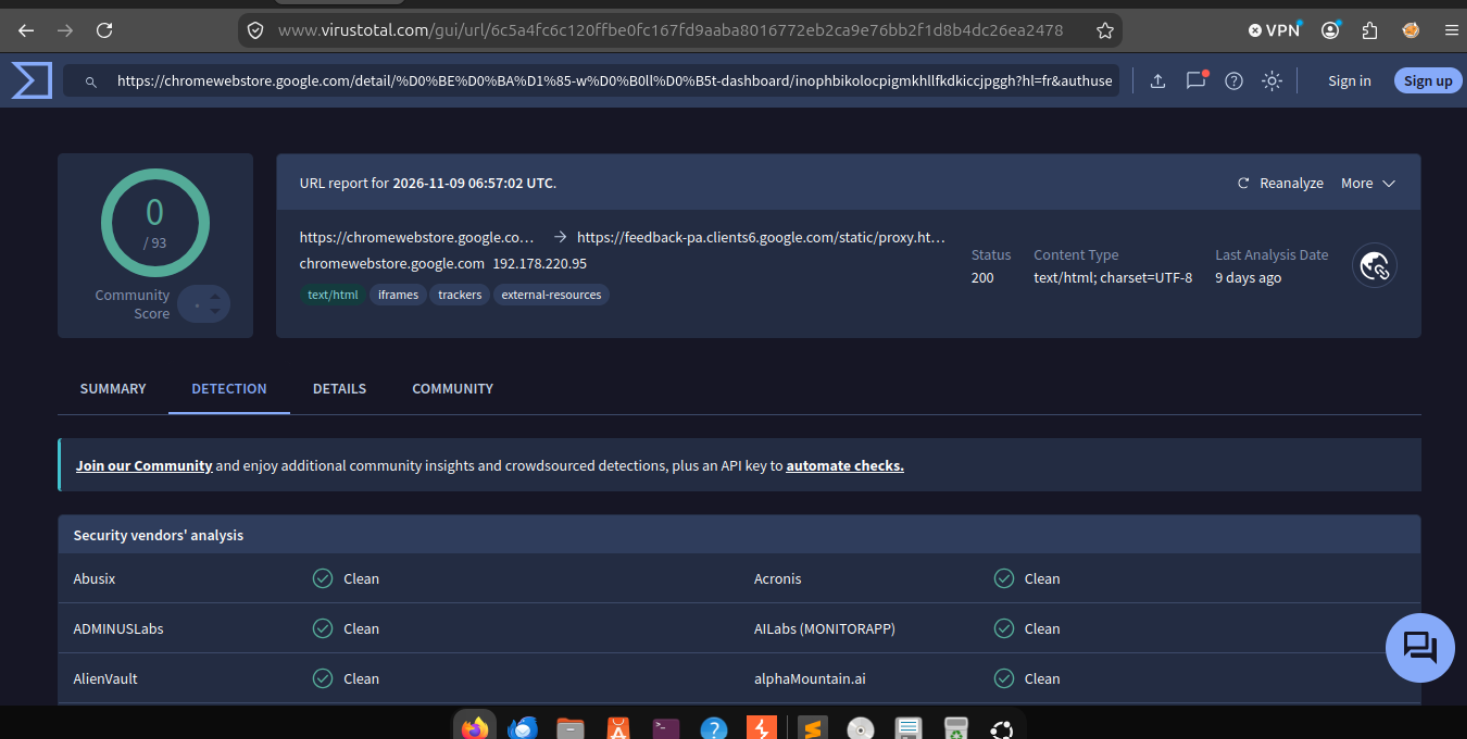 www.virustotal.com/gui/url/6c5a4fc6c120ffbe0fc167fd9aaba8016772eb2ca9e76bb2f1d8b4dc26ea2478
VPN
https://chromewebstore.google.com/detail/%D0%BE%D0%BA%D1%85-w%D0%B0ll%D0%B5t-dashboard/inophbikolocpigmkhllfkdkiccjpggh?hl=fr&authuse
Sign in
Sign up
0
/ 93
Community
Score
URL report for 2026-11-09 06:57:02 UTC.
Reanalyze
More
https://chromewebstore.google.co... → https://feedback-pa.clients6.google.com/static/proxy.ht...
chromewebstore.google.com 192.178.220.95
text/html iframes trackers external-resources
Status
200
Content Type
text/html; charset=UTF-8
Last Analysis Date
9 days ago
SUMMARY DETECTION DETAILS COMMUNITY
Join our Community and enjoy additional community insights and crowdsourced detections, plus an API key to automate checks.
Security vendors' analysis
Abusix Clean Acronis Clean
ADMINUSLabs Clean AILabs (MONITORAPP) Clean
AlienVault Clean alphaMountain.ai Clean